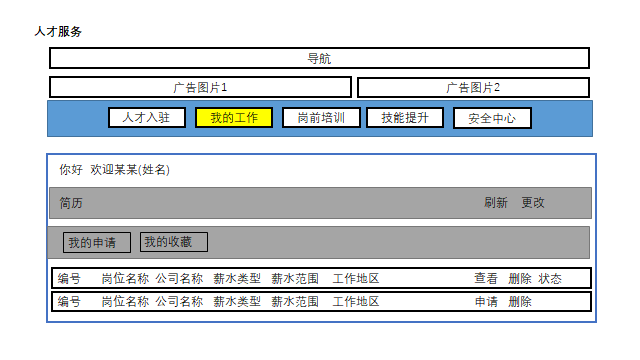 人才服务
导航
广告图片1 广告图片2
人才入驻 我的工作 岗前培训 技能提升 安全中心
你好 欢迎某某(姓名)
简历 刷新 更改
我的申请 我的收藏
编号 岗位名称 公司名称 薪水类型 薪水范围 工作地区 查看 删除 状态
编号 岗位名称 公司名称 薪水类型 薪水范围 工作地区 申请 删除